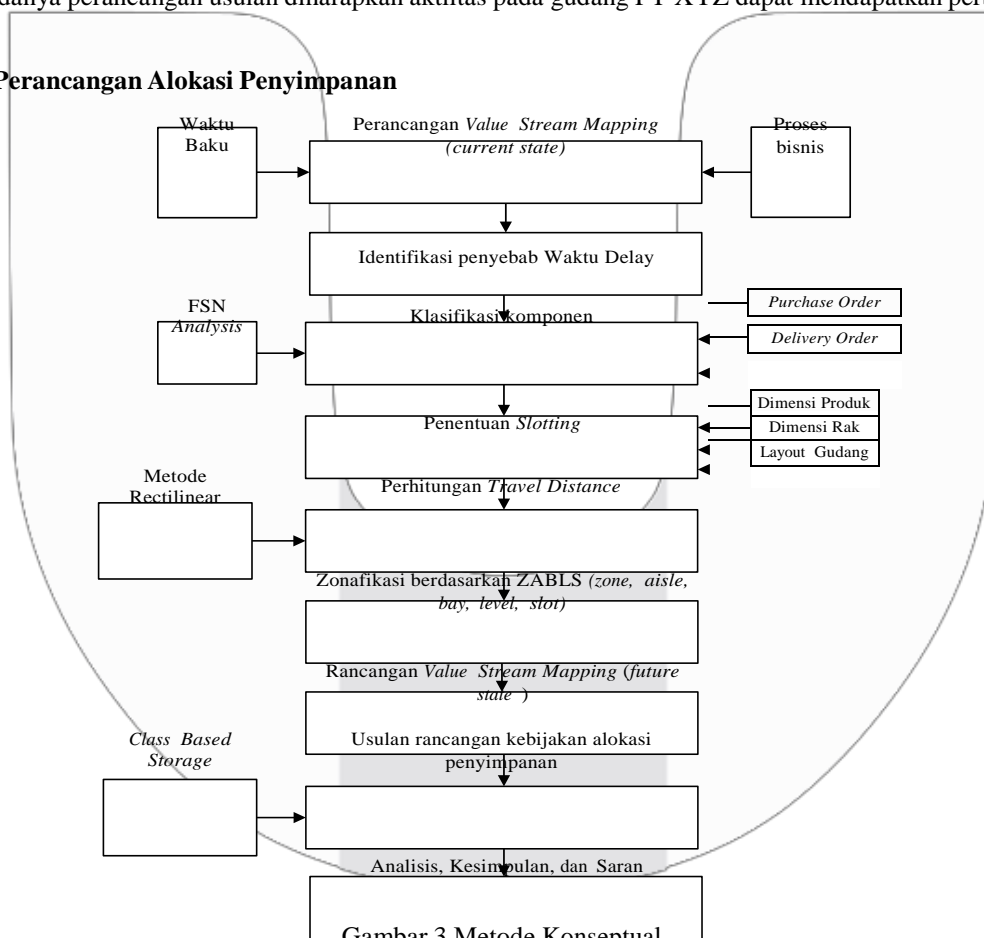 danya perancangan usulan diharapkan aktifitas pada gudang PT XYZ dapat mendapatkan per
Perancangan Alokasi Penyimpanan
Waktu
Baku
Perancangan Value Stream Mapping
(current state)
Proses
bisnis
Identifikasi penyebab Waktu Delay
FSN
Analysis
Klasifikasi komponen
Purchase Order
Delivery Order
Penentuan Slotting
Dimensi Produk
Dimensi Rak
Layout Gudang
Metode
Rectilinear
Perhitungan Travel Distance
Zonafikasi berdasarkan ZABLS (zone, aisle,
bay, level, slot)
Rancangan Value Stream Mapping (future
state )
Class Based
Storage
Usulan rancangan kebijakan alokasi
penyimpanan
Analisis, Kesimpulan, dan Saran
Gambar 3 Metode Konseptual